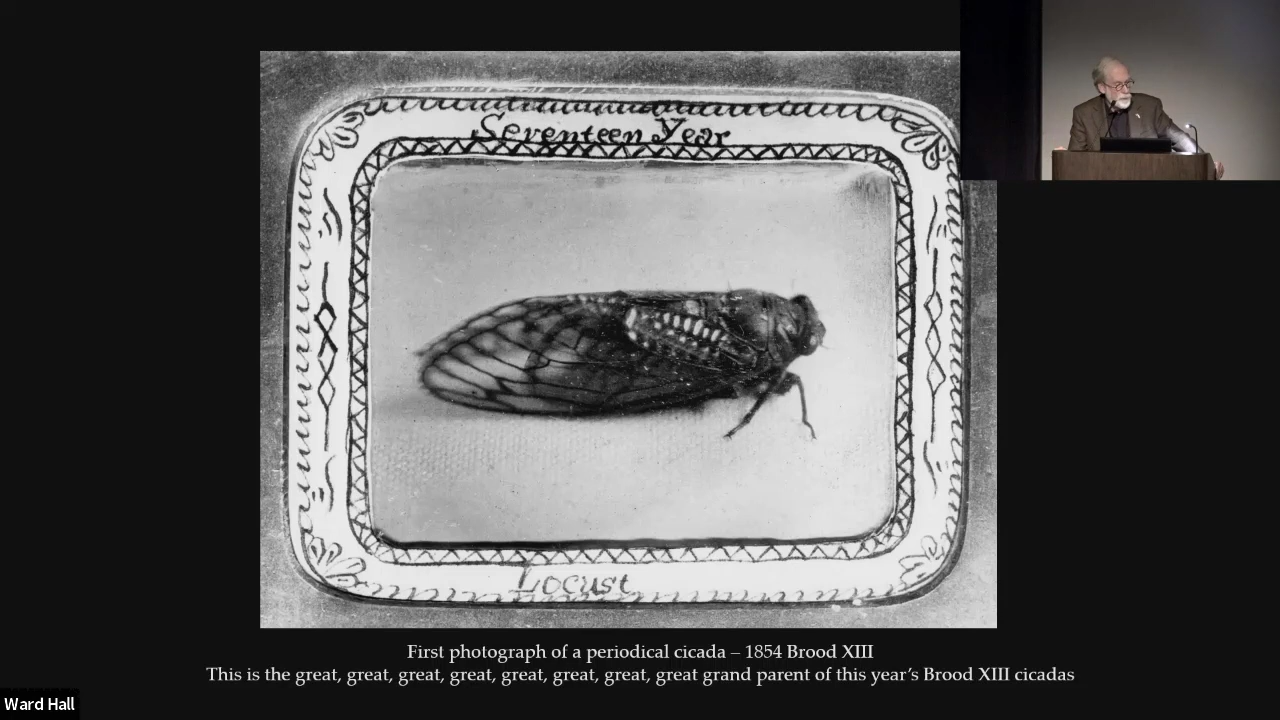 Seventeen Year
Locust
First photograph of a periodical cicada – 1854 Brood XIII
This is the great, great, great, great, great, great, great, great grand parent of this year’s Brood XIII cicadas
Ward Hall